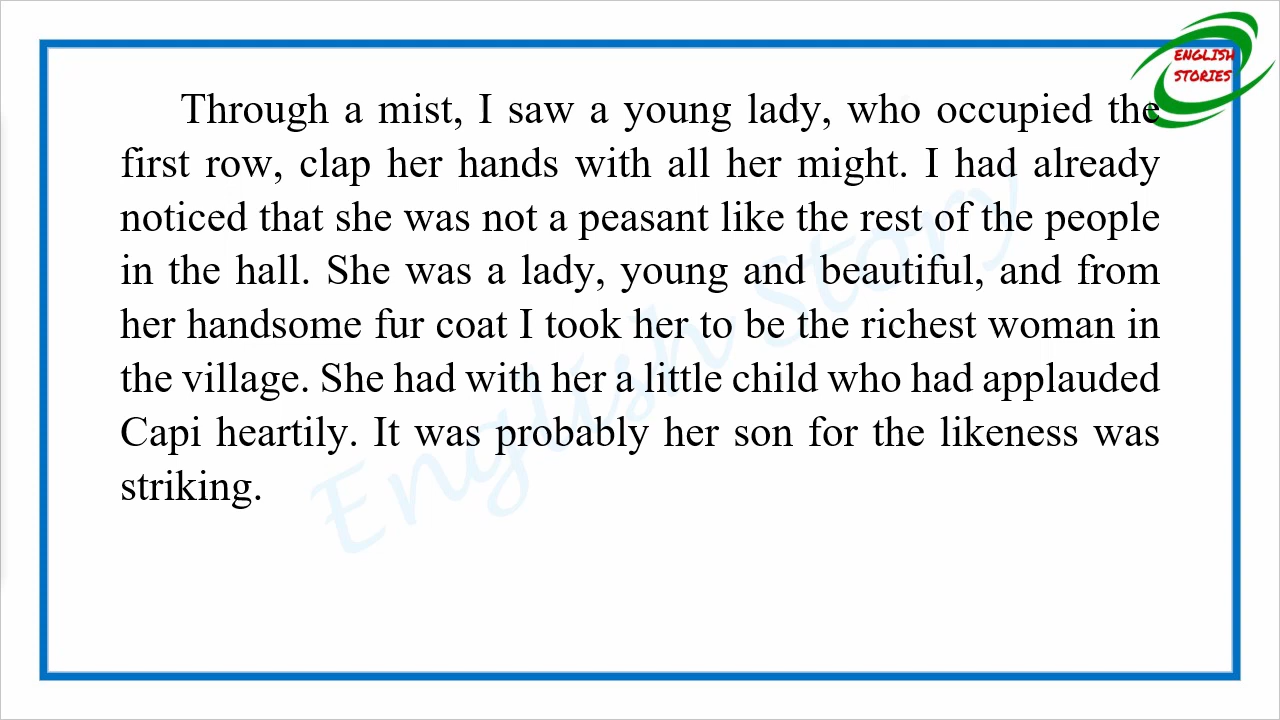 ENGLISH
STORIES
Through a mist, I saw a young lady, who occupied the
first row, clap her hands with all her might. I had already
noticed that she was not a peasant like the rest of the people
in the hall. She was a lady, young and beautiful, and from
her handsome fur coat I took her to be the richest woman in
the village. She had with her a little child who had applauded
Capi heartily. It was probably her son for the likeness was
striking.
English Story